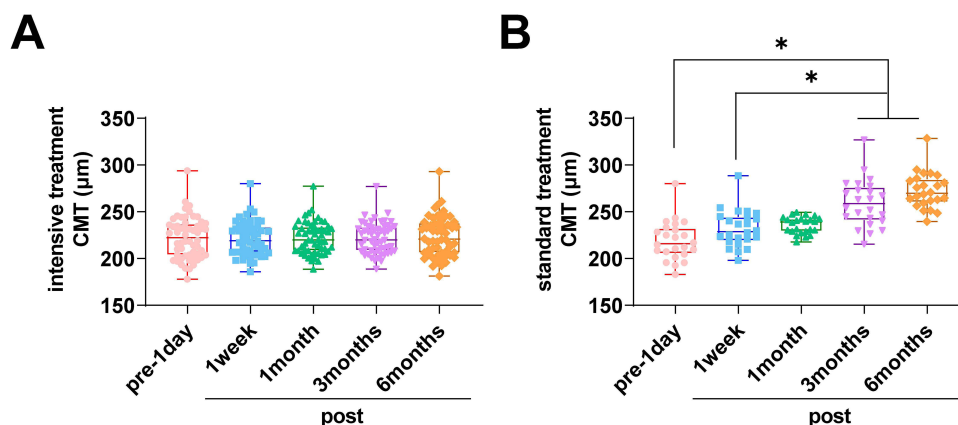 A
intensive treatment
CMT (μm)
350
300
250
200
150
pre-1day
1week
1month
3months
6months
post
B
*
*
standard treatment
CMT (μm)
350
300
250
200
150
pre-1day
1week
1month
3months
6months
post